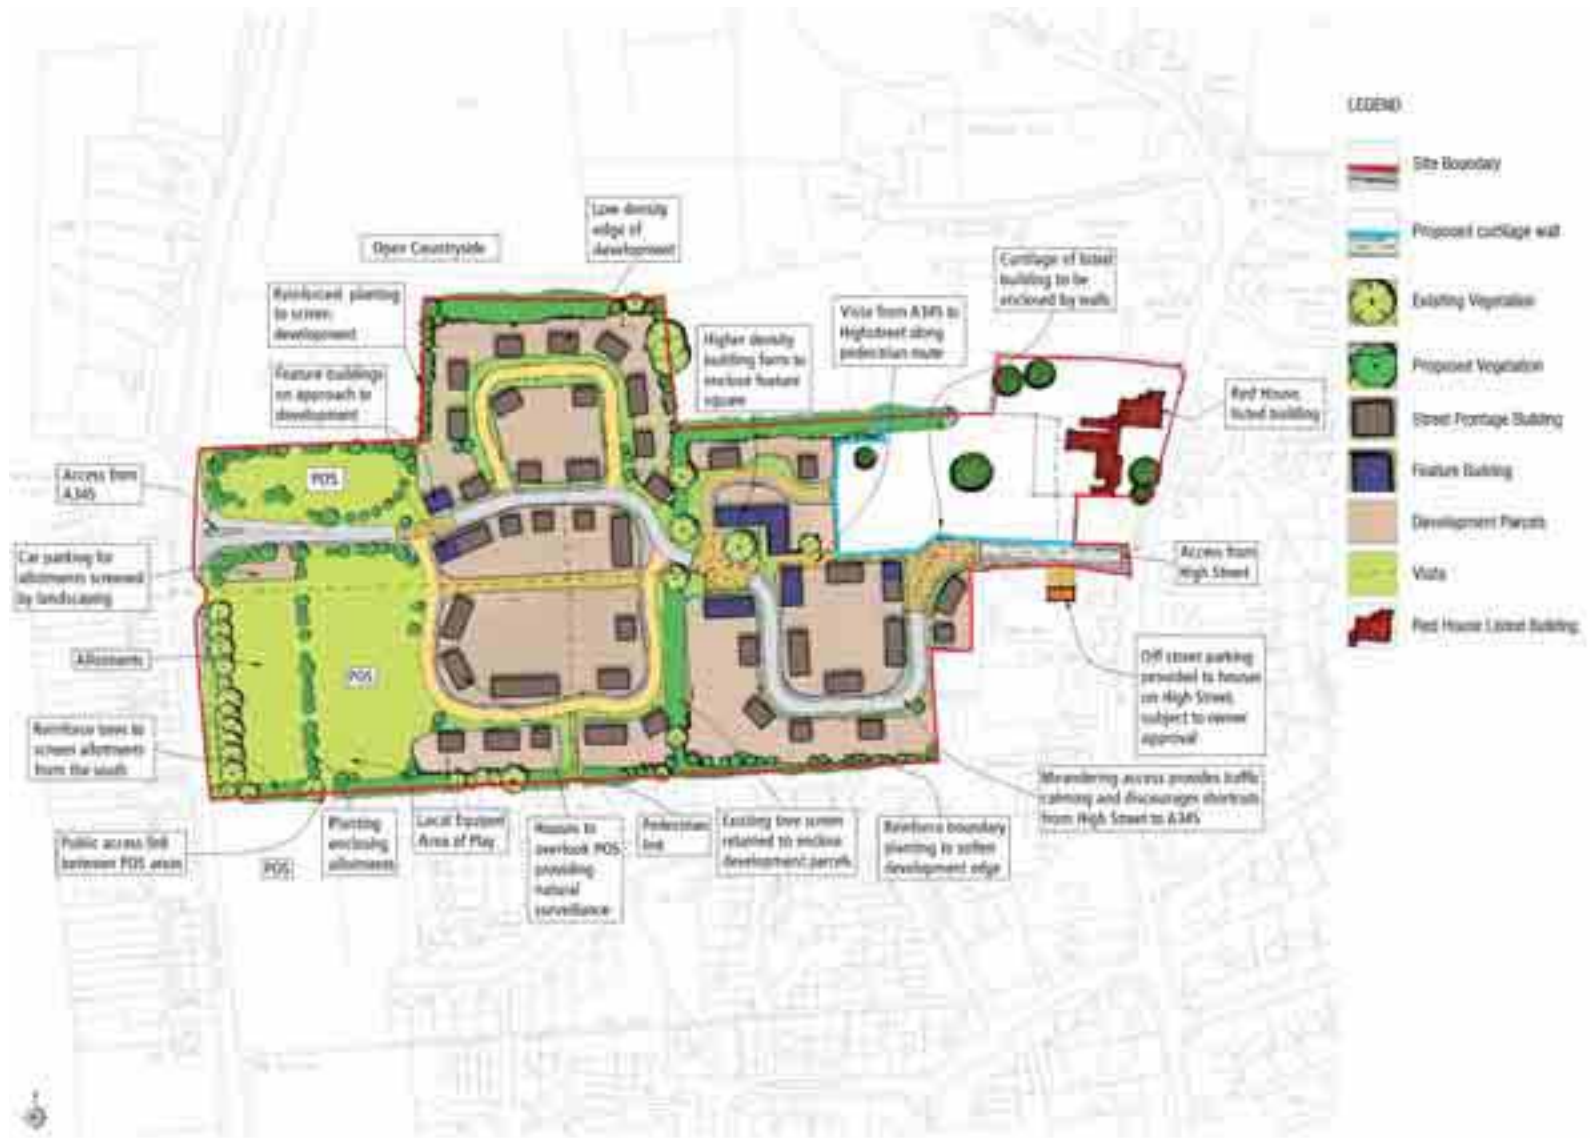 Low density
edge of
development
Open Countryside
Reinforced planting
to screen
development
Feature buildings
on approach to
development
Higher density
building form to
enclose feature
square
Vista from A345 to
Highstreet along
pedestrian route
Curtilage of listed
building to be
enclosed by walls
Red House,
listed building
Access from
A345
POS
Car parking for
allotments screened
by landscaping
Access from
High Street
Allotments
POS
Off street parking
provided to houses
on High Street,
subject to owner
approval
Reinforce trees to
screen allotments
from the south
Meandering access provides traffic
calming and discourages shortcuts
from High Street to A345
Public access link
between POS areas
POS
Planting
enclosing
allotments
Local Equiped
Area of Play
Houses to
overlook POS
providing
natural
surveillance
Pedestrian
link
Existing tree screen
returned to enclose
development parcels
Reinforce boundary
planting to soften
development edge
LEGEND
Site Boundary
Proposed curtilage wall
Existing Vegetation
Proposed Vegetation
Street Frontage Building
Feature Building
Development Parcels
Vista
Red House Listed Building